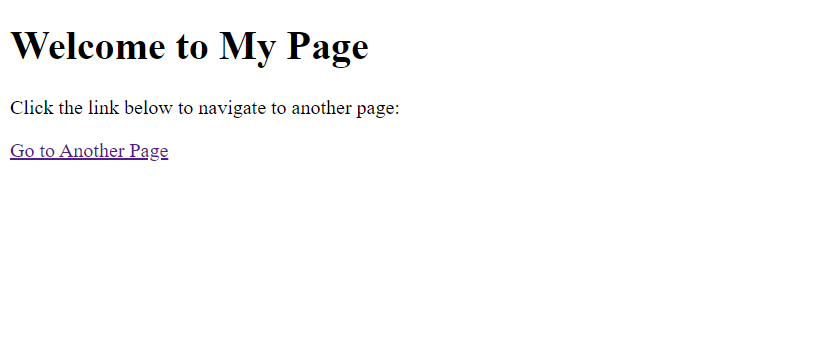 Welcome to My Page
Click the link below to navigate to another page:
Go to Another Page